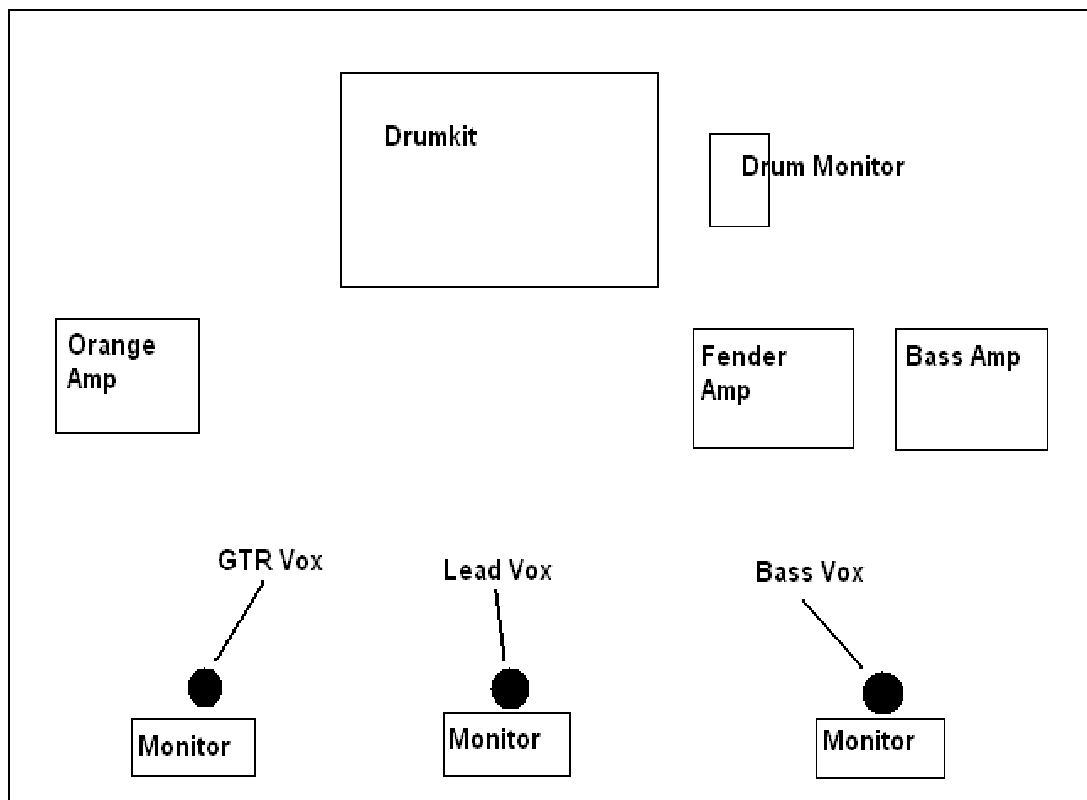 Drumkit
Drum Monitor
Orange
Amp
Fender
Amp
Bass Amp
GTR Vox
Lead Vox
Bass Vox
Monitor
Monitor
Monitor